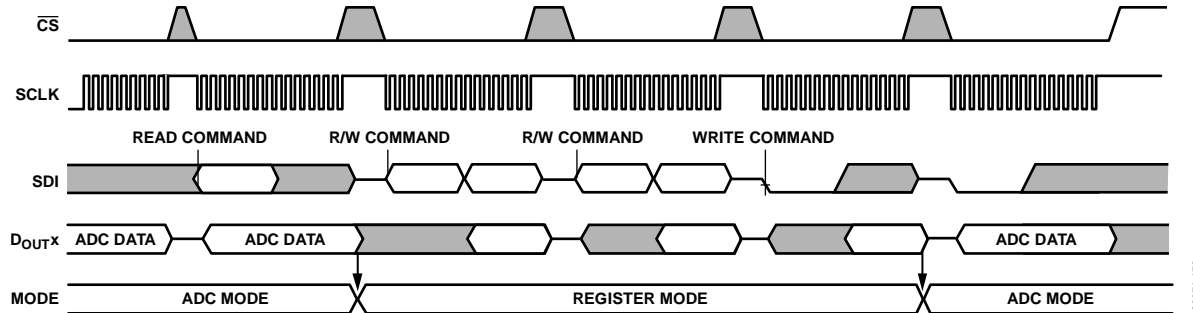 CS
SCLK
READ COMMAND R/W COMMAND R/W COMMAND WRITE COMMAND
SDI
DOUTx ADC DATA ADC DATA ADC DATA
MODE ADC MODE REGISTER MODE ADC MODE